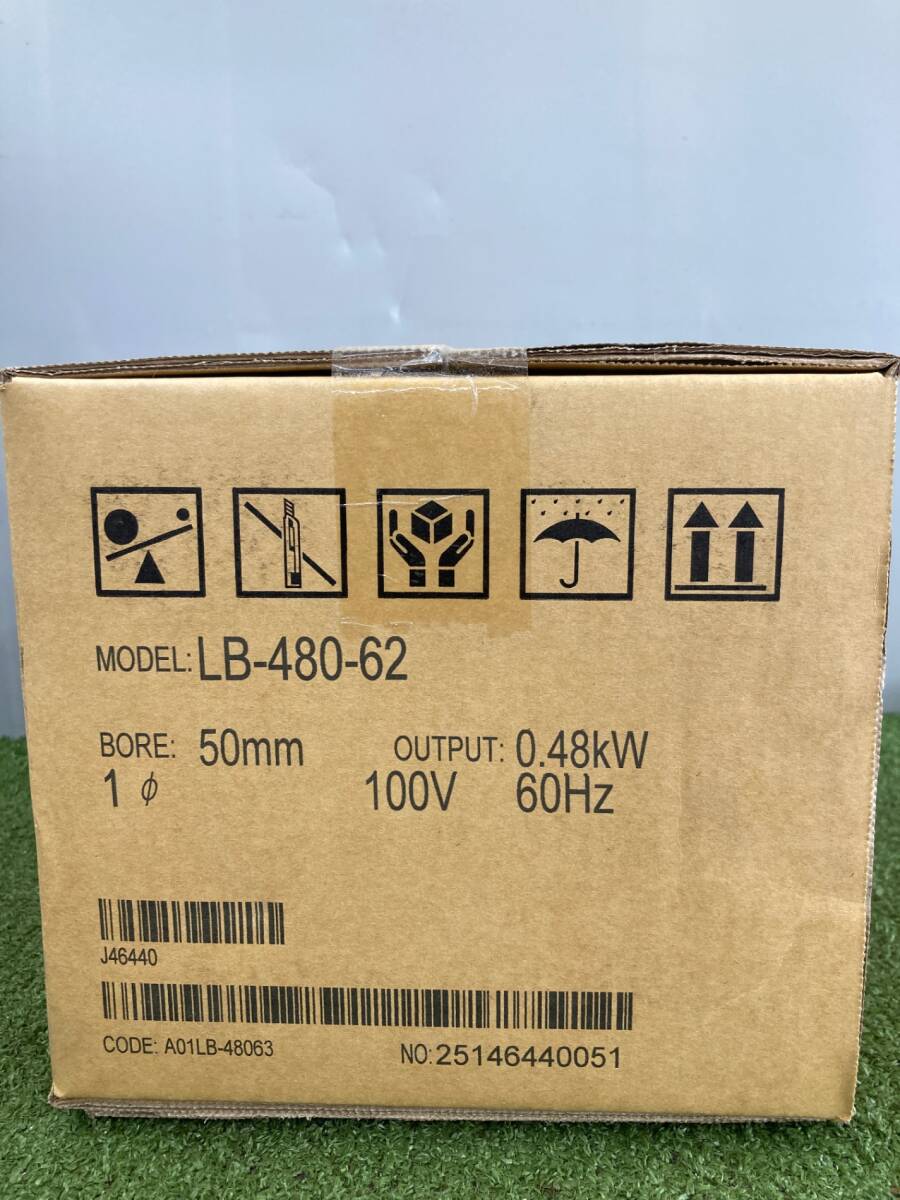 MODEL: LB-480-62
BORE: 50mm OUTPUT: 0.48kW
1 ϕ 100V 60Hz
J46440
CODE: A01LB-48063 NO: 25146440051